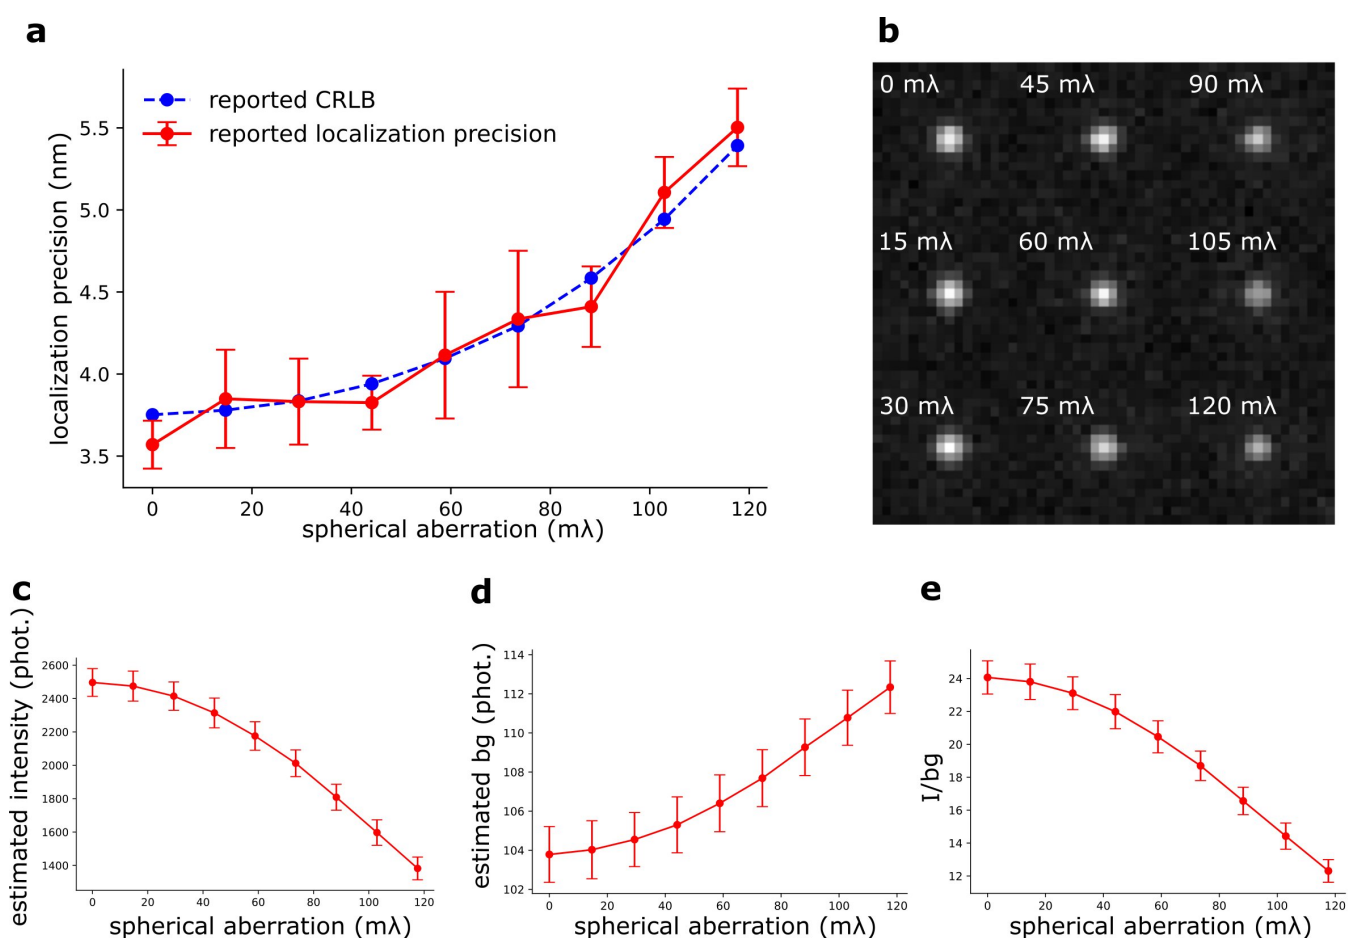 a
reported CRLB
reported localization precision
localization precision (nm)
5.5
5.0
4.5
4.0
3.5
0 20 40 60 80 100 120
spherical aberration (mλ)
b
0 mλ 45 mλ 90 mλ
15 mλ 60 mλ 105 mλ
30 mλ 75 mλ 120 mλ
c
estimated intensity (phot.)
2600
2400
2200
2000
1800
1600
1400
0 20 40 60 80 100 120
spherical aberration (mλ)
d
estimated bg (phot.)
114
112
110
108
106
104
102
0 20 40 60 80 100 120
spherical aberration (mλ)
e
I/bg
24
22
20
18
16
14
12
0 20 40 60 80 100 120
spherical aberration (mλ)